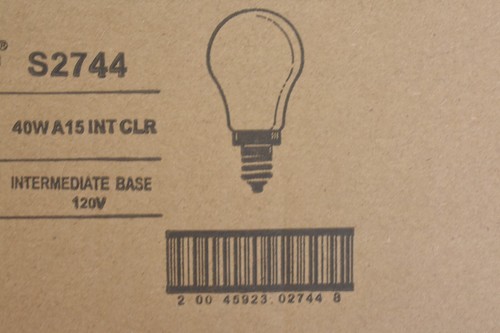 ®
S2744
40W A15 INT CLR
INTERMEDIATE BASE
120V
2 00 45923 02744 8